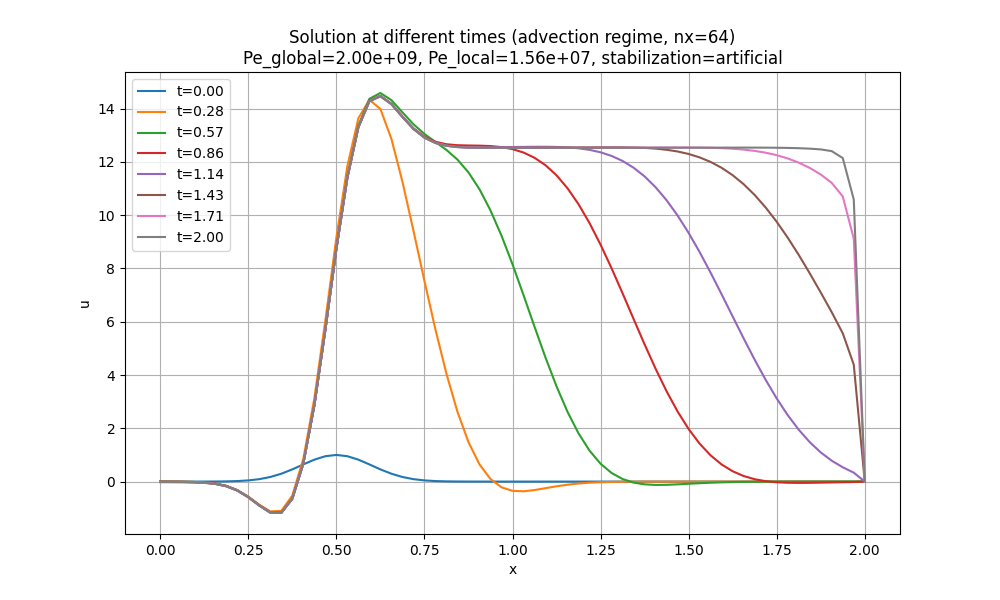 Solution at different times (advection regime, nx=64)
Pe_global=2.00e+09, Pe_local=1.56e+07, stabilization=artificial
t=0.00
t=0.28
t=0.57
t=0.86
t=1.14
t=1.43
t=1.71
t=2.00
14
12
10
8
6
4
2
0
u
0.00 0.25 0.50 0.75 1.00 1.25 1.50 1.75 2.00
x